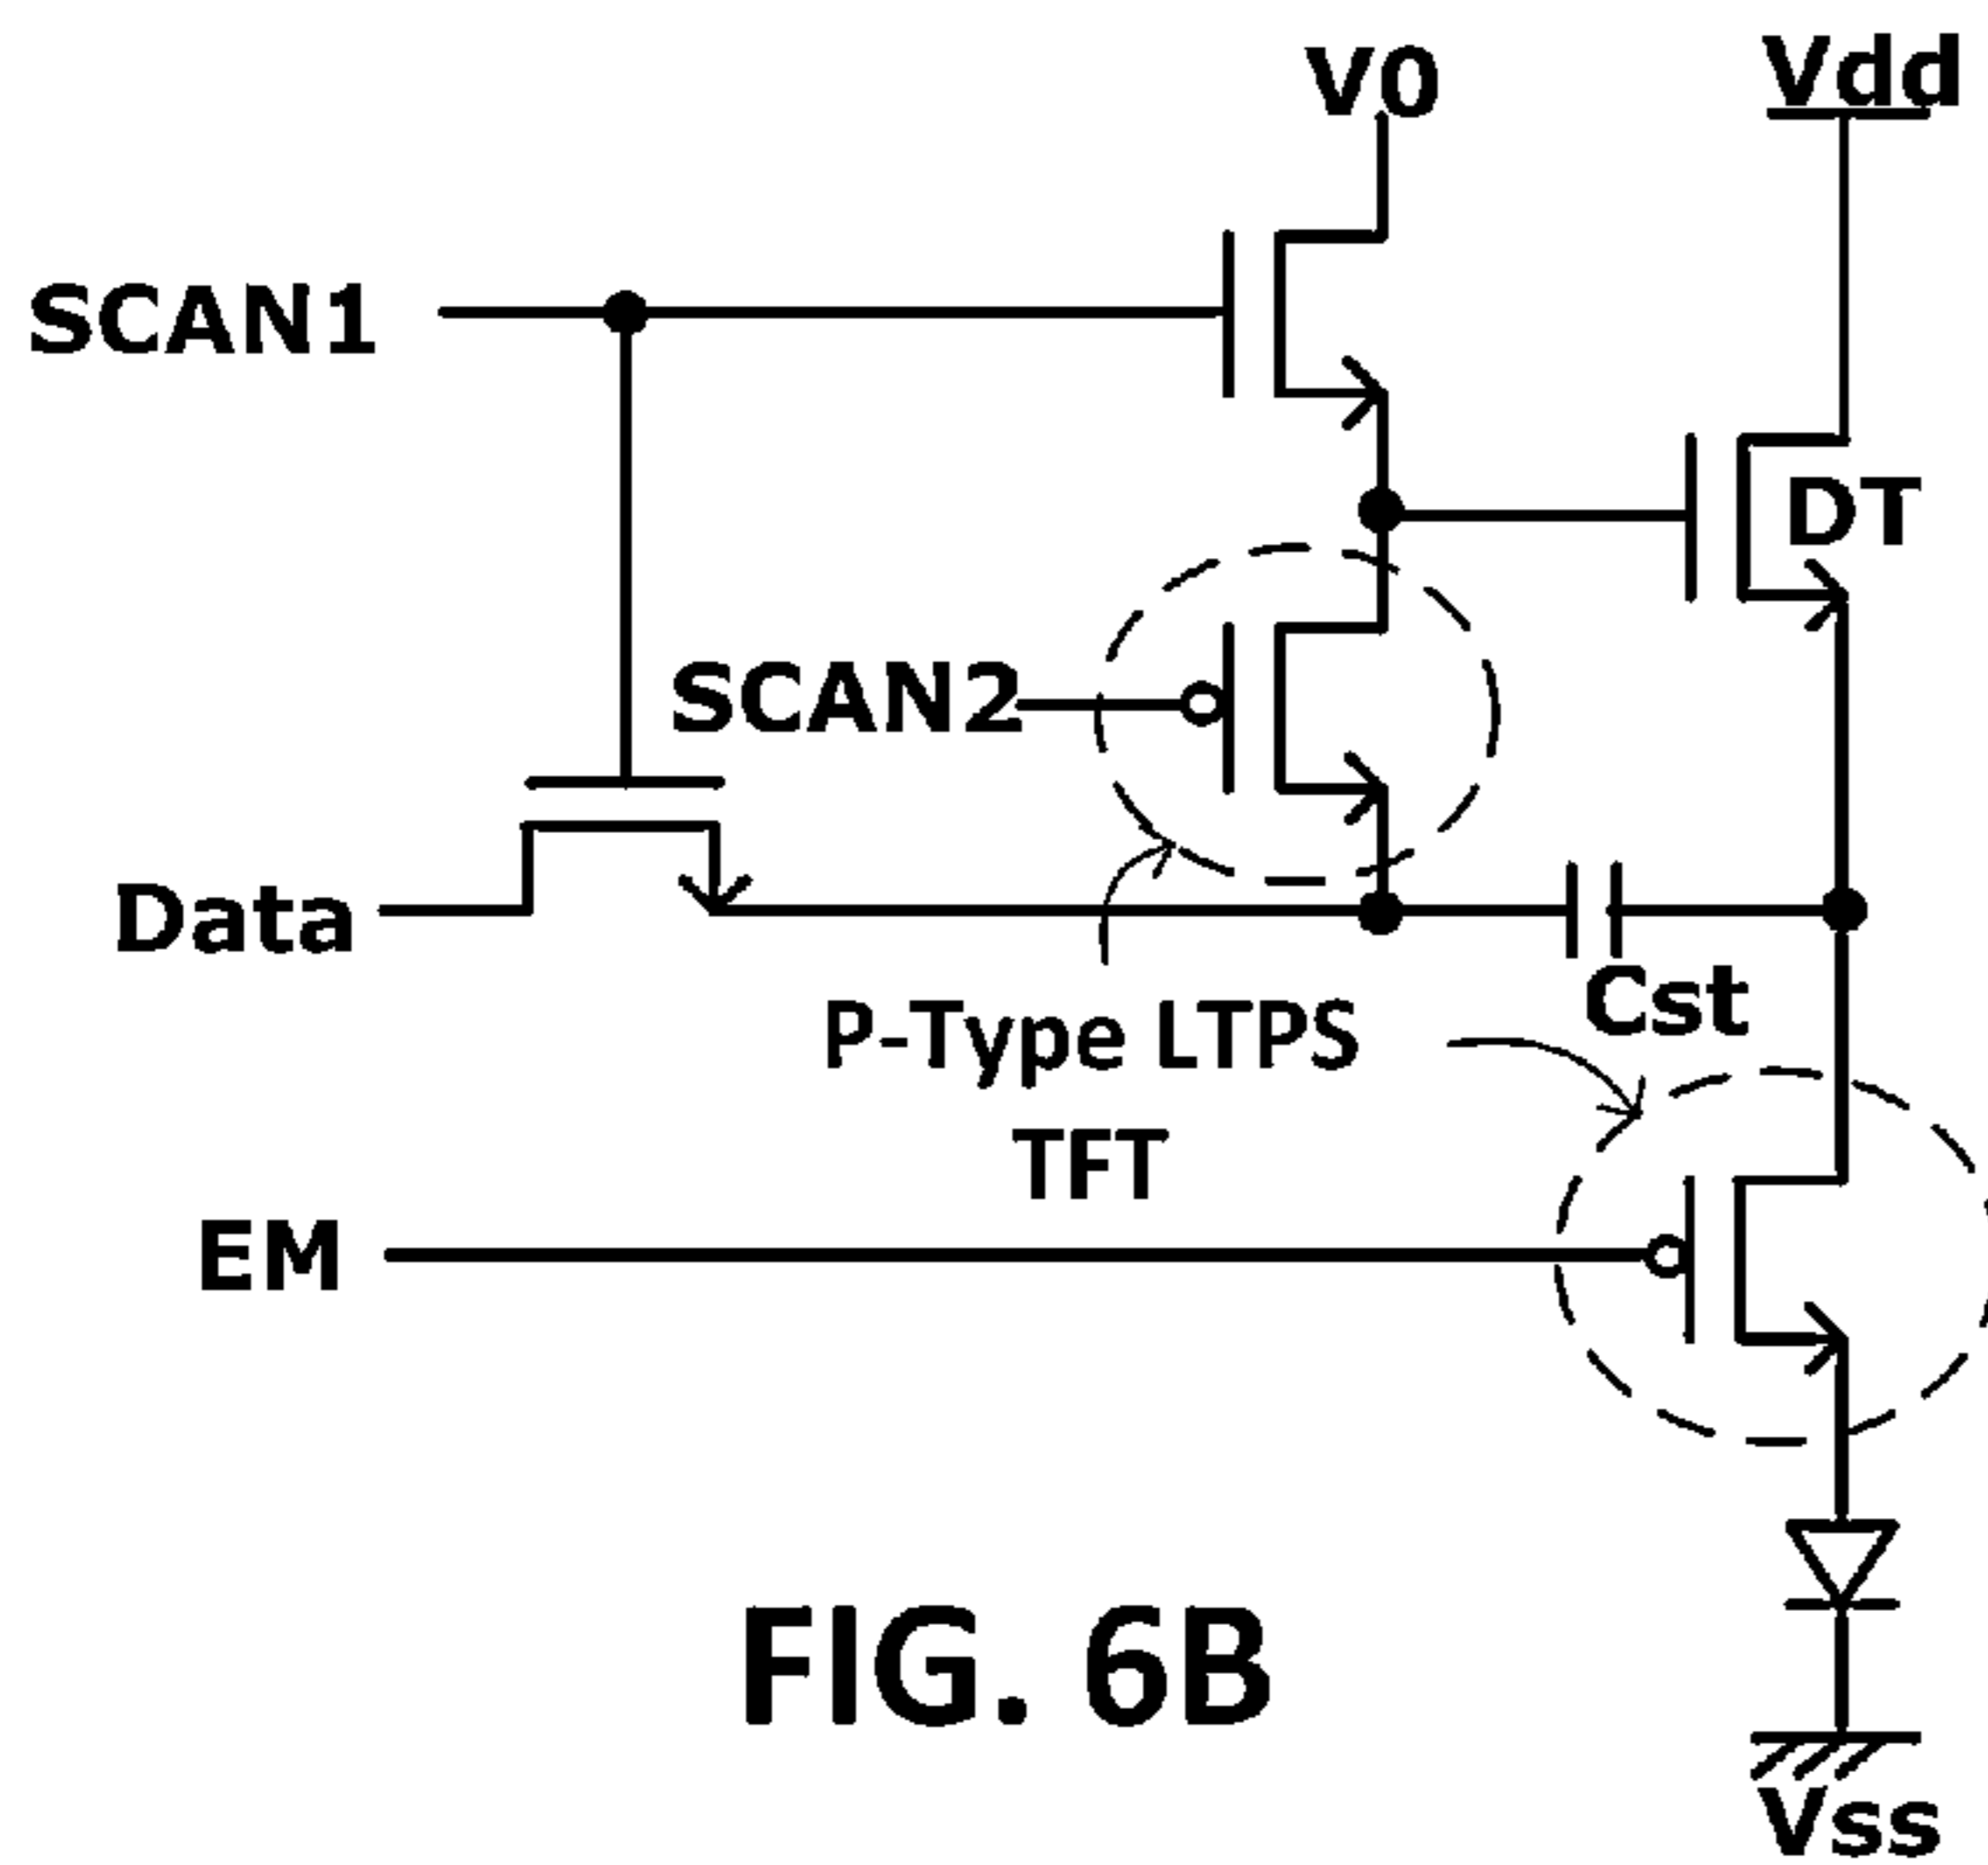 V0
Vdd
SCAN1
DT
SCAN2
Data
Cst
P-Type LTPS
TFT
EM
FIG. 6B
Vss